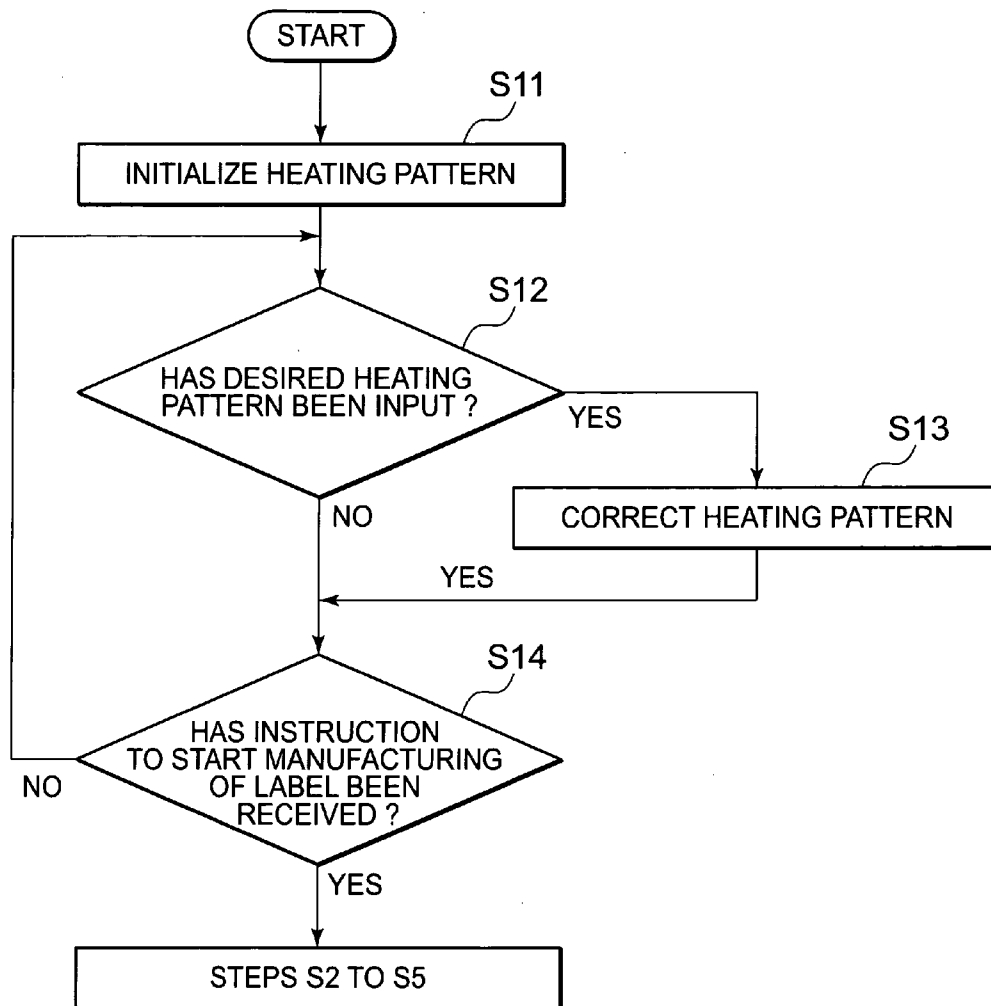 START
S11
INITIALIZE HEATING PATTERN
S12
HAS DESIRED HEATING
PATTERN BEEN INPUT ?
YES
S13
NO
CORRECT HEATING PATTERN
YES
S14
HAS INSTRUCTION
TO START MANUFACTURING
OF LABEL BEEN
RECEIVED ?
NO
YES
STEPS S2 TO S5